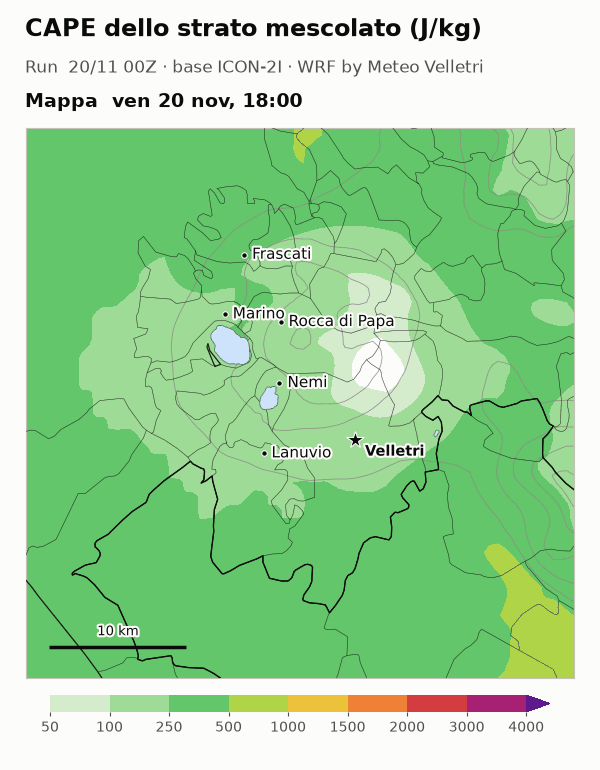 CAPE dello strato mescolato (J/kg)
Run  20/11 00Z · base ICON-2I · WRF by Meteo Velletri
Mappa  ven 20 nov, 18:00
Frascati
Marino
Rocca di Papa
Nemi
Velletri
Lanuvio
10 km
50 100 250 500 1000 1500 2000 3000 4000